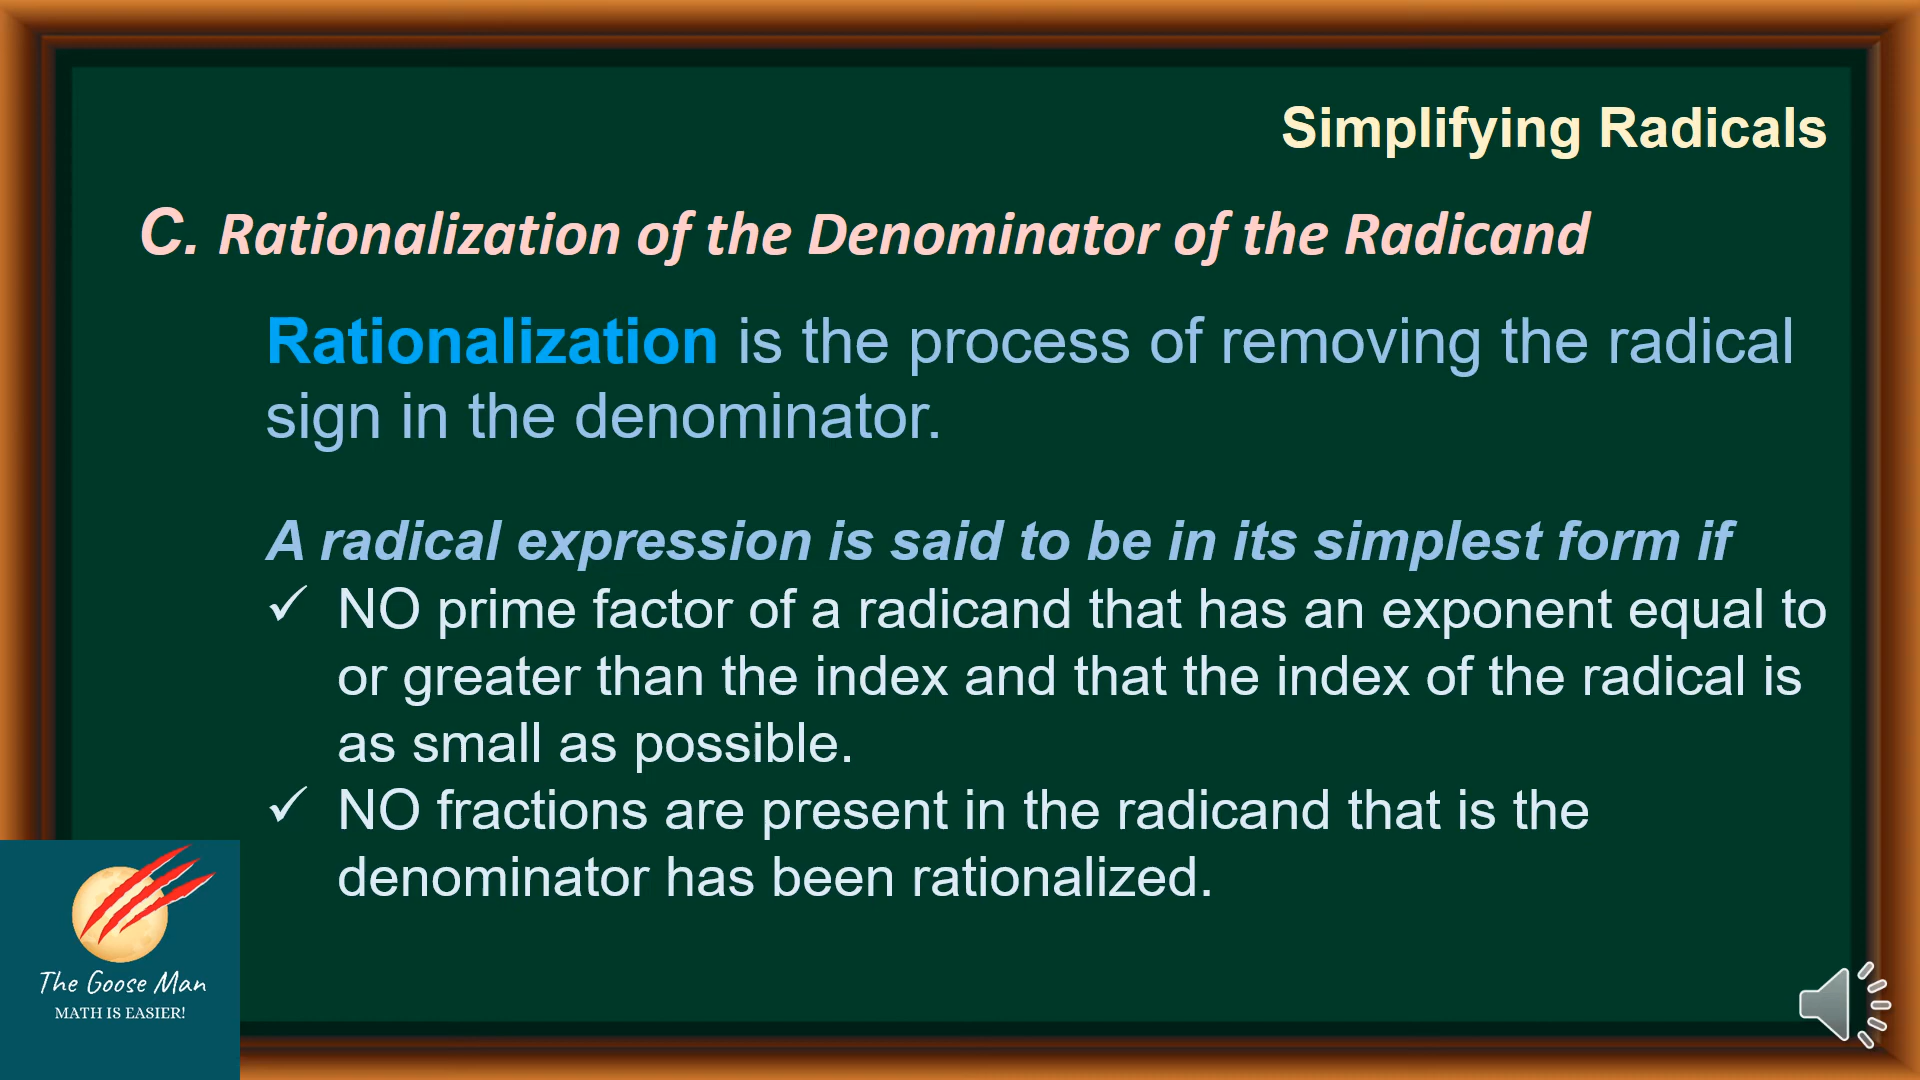 Simplifying Radicals
C. Rationalization of the Denominator of the Radicand
Rationalization is the process of removing the radical
sign in the denominator.
A radical expression is said to be in its simplest form if
✓ NO prime factor of a radicand that has an exponent equal to
or greater than the index and that the index of the radical is
as small as possible.
✓ NO fractions are present in the radicand that is the
denominator has been rationalized.
The Goose Man
MATH IS EASIER!